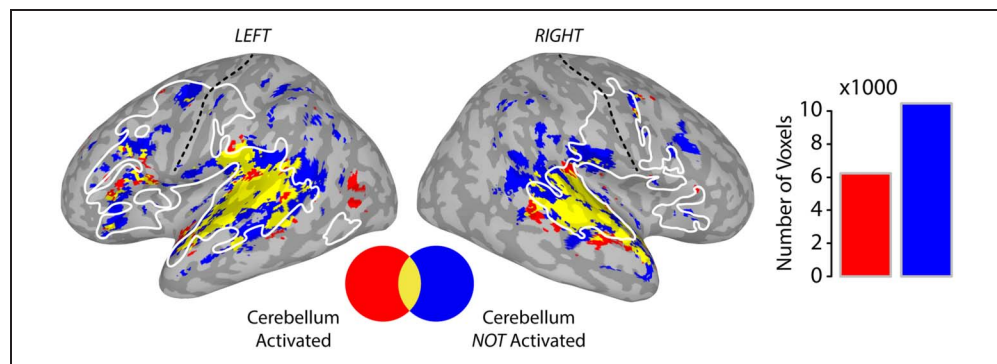 LEFT
RIGHT
x1000
10
8
6
4
2
0
Number of Voxels
Cerebellum
Activated
Cerebellum
NOT Activated